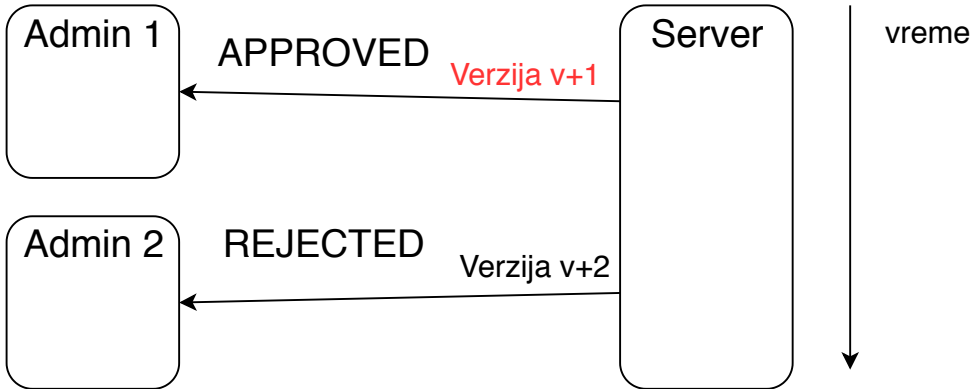 Admin 1
APPROVED
Verzija v+1
Server
vreme
Admin 2
REJECTED
Verzija v+2